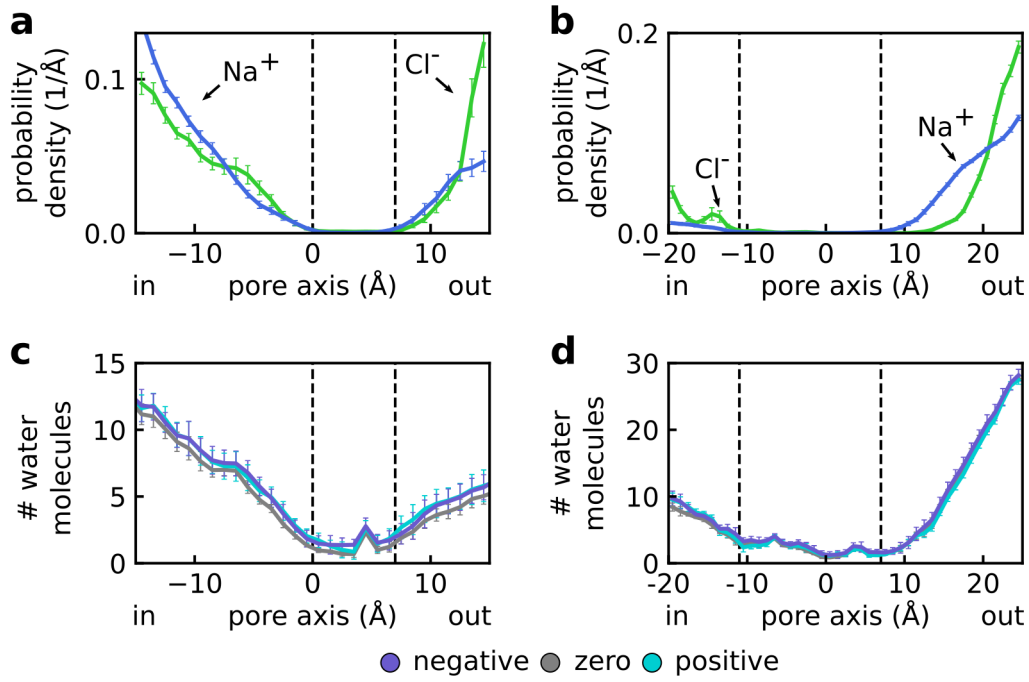 a
probability
density (1/Å)
0.1
0.0
Na+
Cl-
−10
0
10
in
pore axis (Å)
out
b
probability
density (1/Å)
0.2
0.0
Cl-
Na+
-20
−10
0
10
20
in
pore axis (Å)
out
c
# water
molecules
15
10
5
0
−10
0
10
in
pore axis (Å)
out
d
# water
molecules
30
20
10
0
-20
-10
0
10
20
in
pore axis (Å)
out
negative
zero
positive